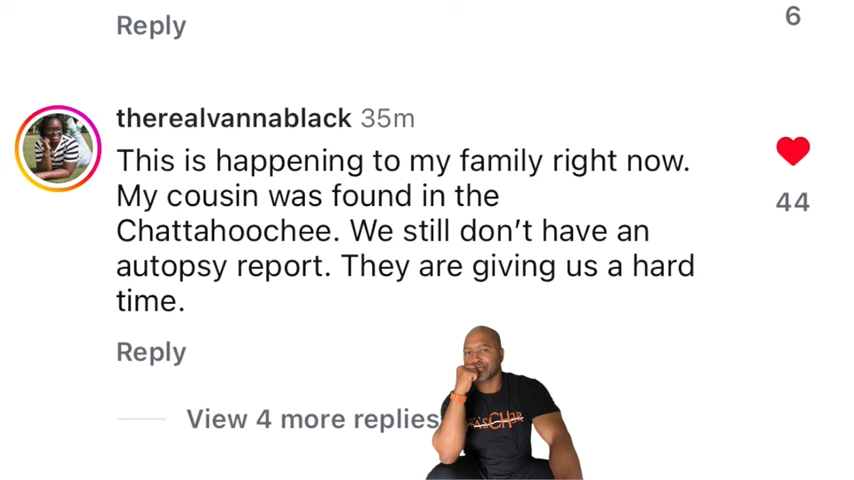 Reply
6
therealvannablack 35m
This is happening to my family right now.
My cousin was found in the
Chattahoochee. We still don't have an
autopsy report. They are giving us a hard
time.
44
Reply
View 4 more replies